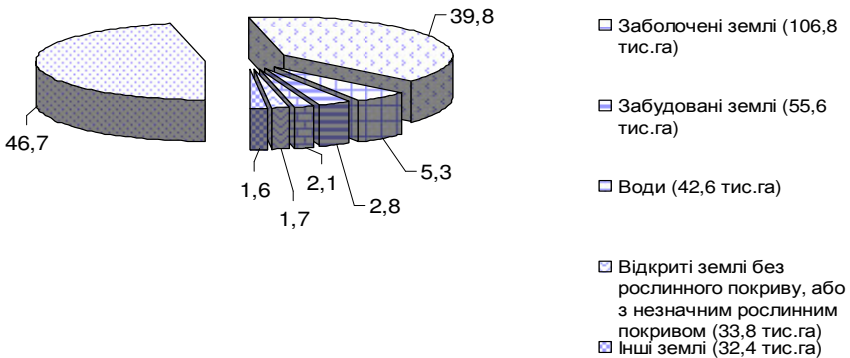 39,8
46,7
1,6
1,7
2,1
2,8
5,3
Заболочені землі (106,8
тис.га)
Забудовані землі (55,6
тис.га)
Води (42,6 тис.га)
Відкриті землі без
рослинного покриву, або
з незначним рослинним
покривом (33,8 тис.га)
Інші землі (32,4 тис.га)